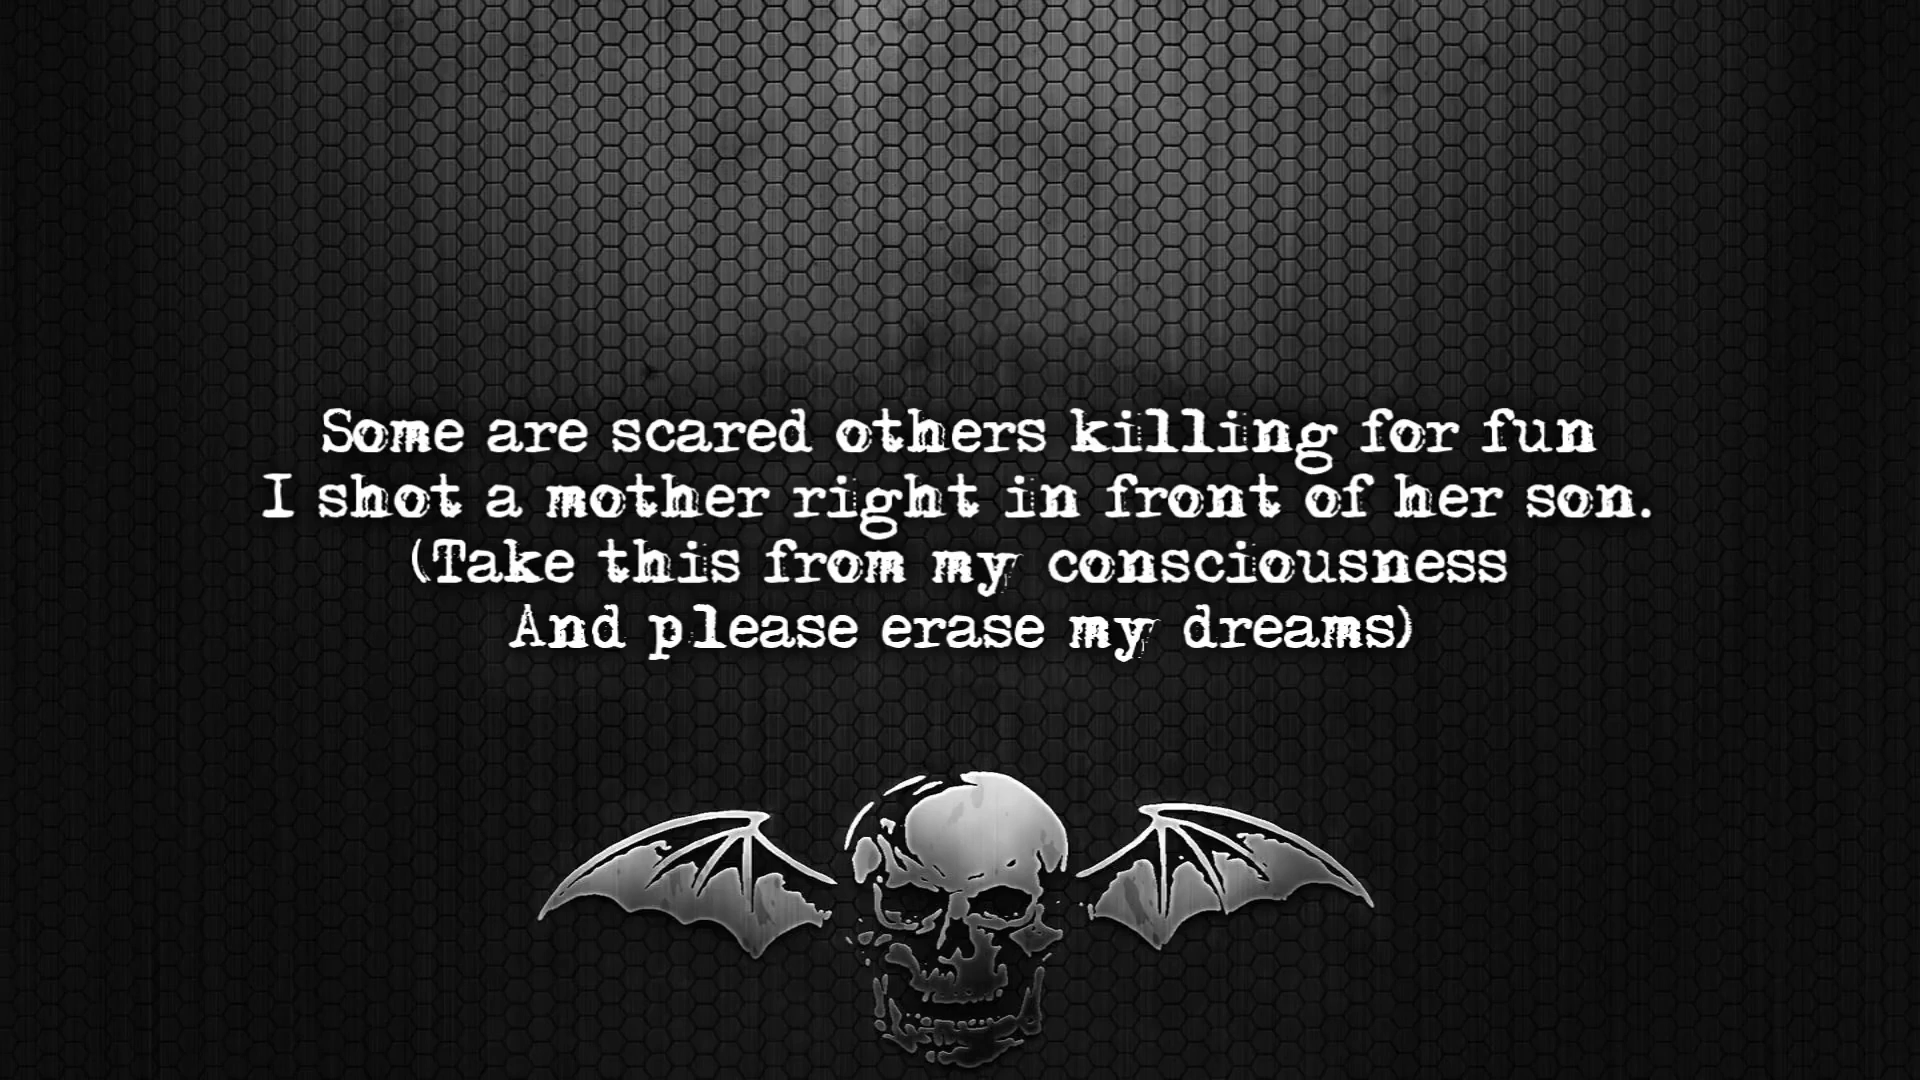 Some are scared others killing for fun
I shot a mother right in front of her son.
(Take this from my consciousness
And please erase my dreams)